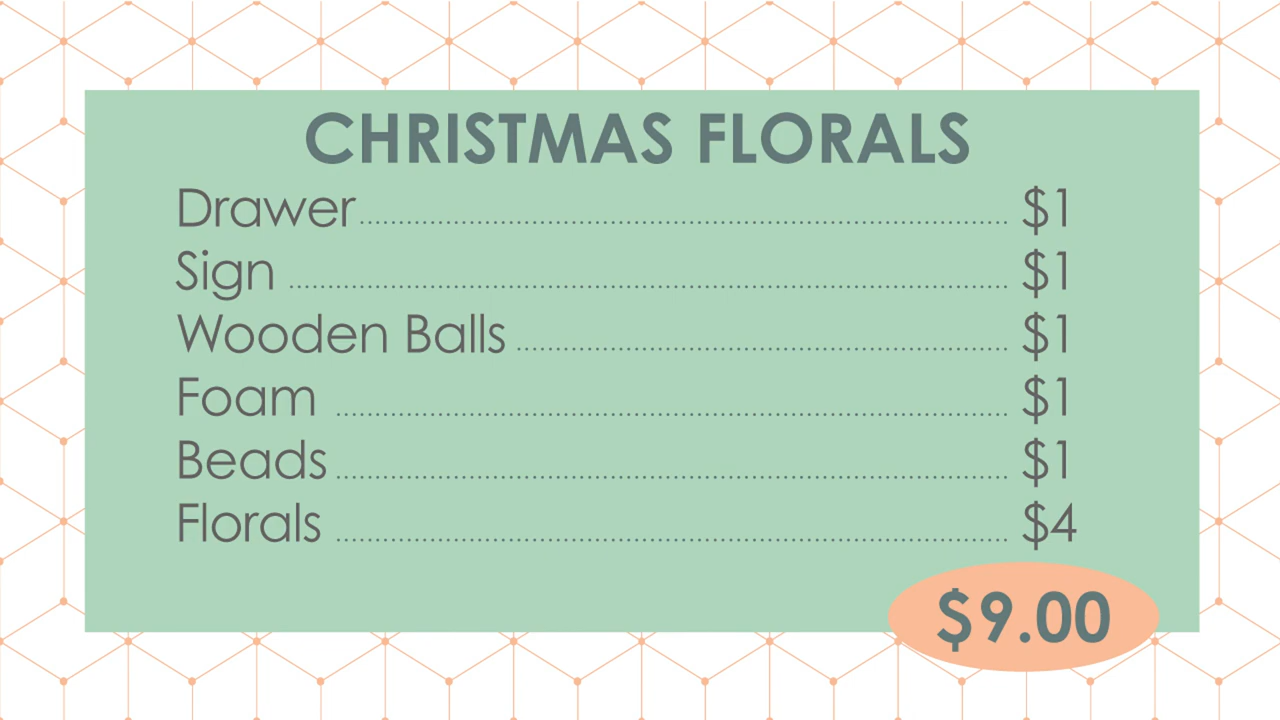 CHRISTMAS FLORALS
Drawer $1
Sign $1
Wooden Balls $1
Foam $1
Beads $1
Florals $4
$9.00